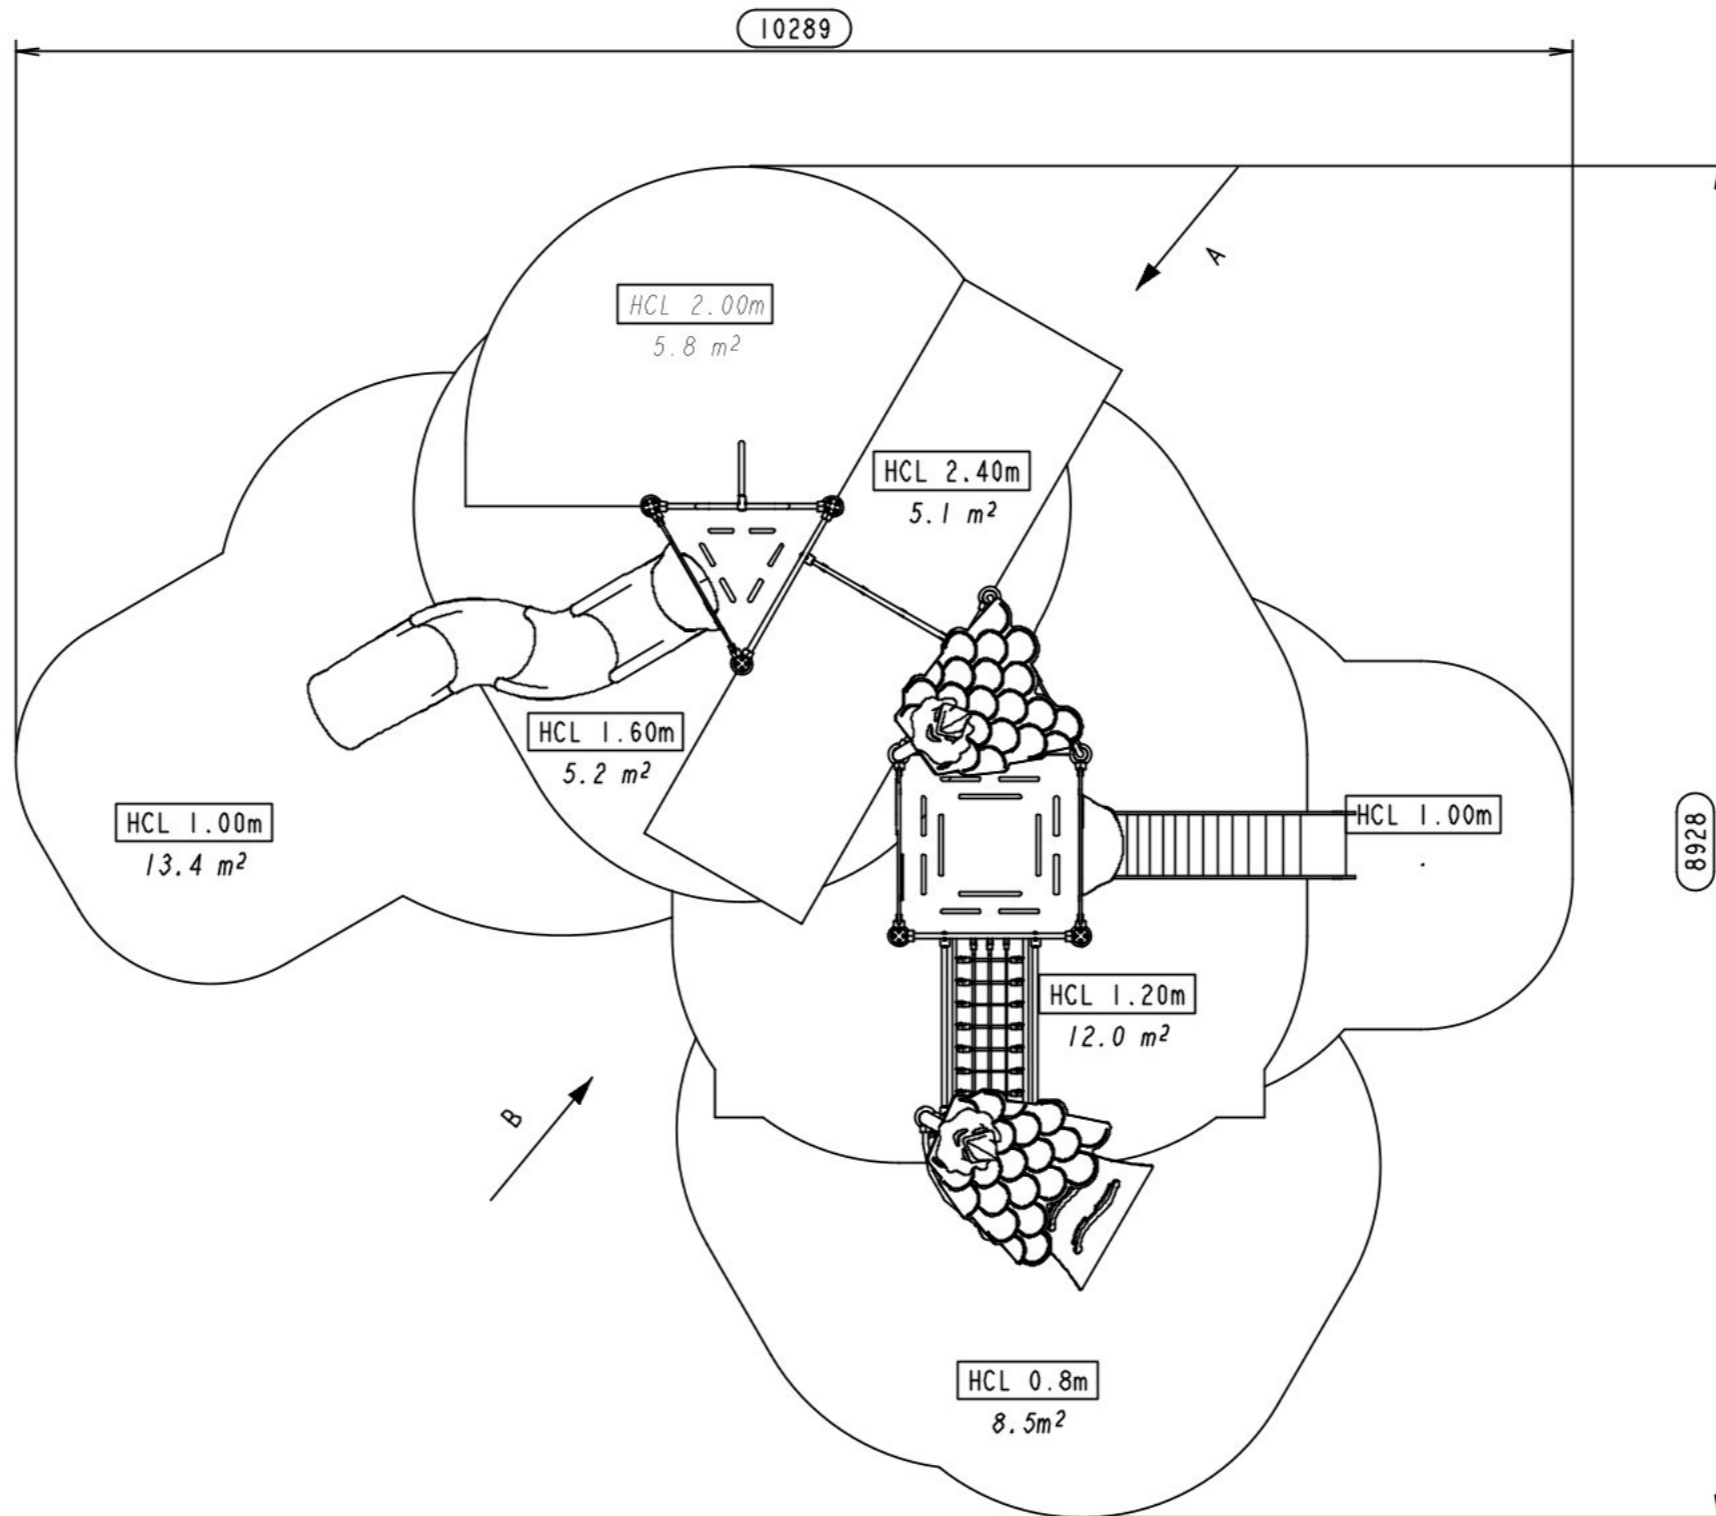 10289
A
HCL 2.00m
5.8 m²
HCL 2.40m
5.1 m²
HCL 1.60m
5.2 m²
HCL 1.00m
13.4 m²
HCL 1.00m
8928
HCL 1.20m
12.0 m²
B
HCL 0.8m
8.5m²